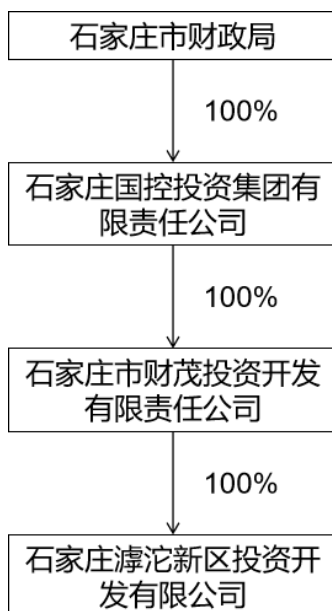 石家庄市财政局
100%
石家庄国控投资集团有
限责任公司
100%
石家庄市财茂投资开发
有限责任公司
100%
石家庄滹沱新区投资开
发有限公司